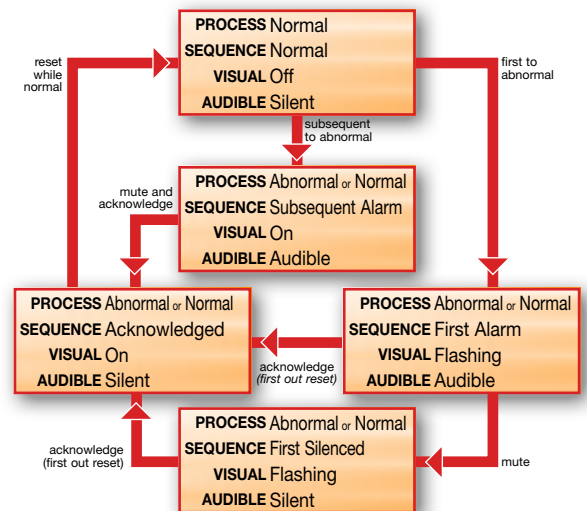 PROCESS Normal
SEQUENCE Normal
VISUAL Off
AUDIBLE Silent
reset
while
normal
first to
abnormal
subsequent
to abnormal
PROCESS Abnormal or Normal
SEQUENCE Subsequent Alarm
VISUAL On
AUDIBLE Audible
mute and
acknowledge
PROCESS Abnormal or Normal
SEQUENCE Acknowledged
VISUAL On
AUDIBLE Silent
acknowledge
(first out reset)
PROCESS Abnormal or Normal
SEQUENCE First Alarm
VISUAL Flashing
AUDIBLE Audible
acknowledge
(first out reset)
PROCESS Abnormal or Normal
SEQUENCE First Silenced
VISUAL Flashing
AUDIBLE Silent
mute